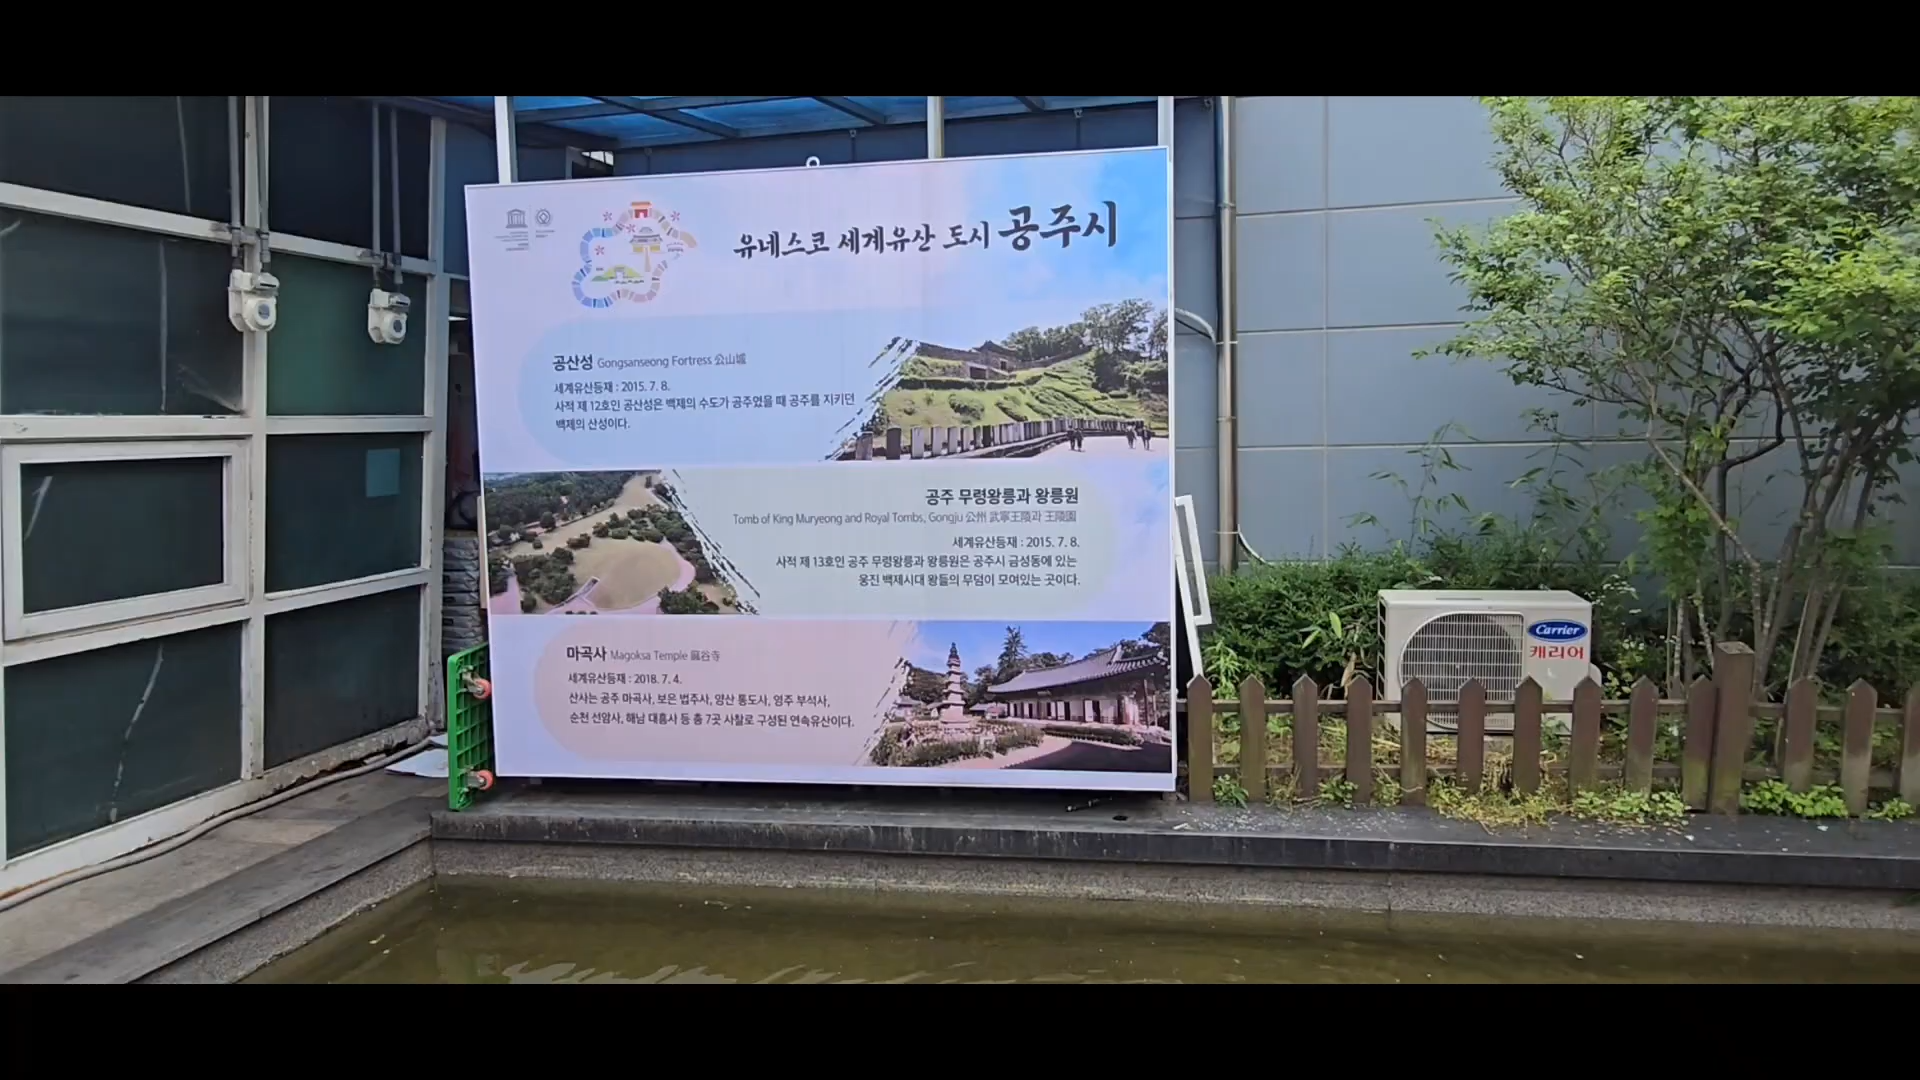 유네스코 세계유산 도시 공주시
공산성 Gongsanseong Fortress 公山城
세계유산등재 : 2015. 7. 8.
사적 제 12호인 공산성은 백제의 수도가 공주였을 때 공주를 지키던
백제의 산성이다.
공주 무령왕릉과 왕릉원
Tomb of King Muryeong and Royal Tombs, Gongju 公州 武寧王陵과 王陵園
세계유산등재 : 2015. 7. 8.
사적 제 13호인 공주 무령왕릉과 왕릉원은 공주시 금성동에 있는
웅진 백제시대 왕들의 무덤이 모여있는 곳이다.
마곡사 Magoksa Temple 麻谷寺
세계유산등재 : 2018. 7. 4.
산사는 공주 마곡사, 보은 법주사, 양산 통도사, 영주 부석사,
순천 선암사, 해남 대흥사 등 총 7곳 사찰로 구성된 연속유산이다.
Carrier
캐리어